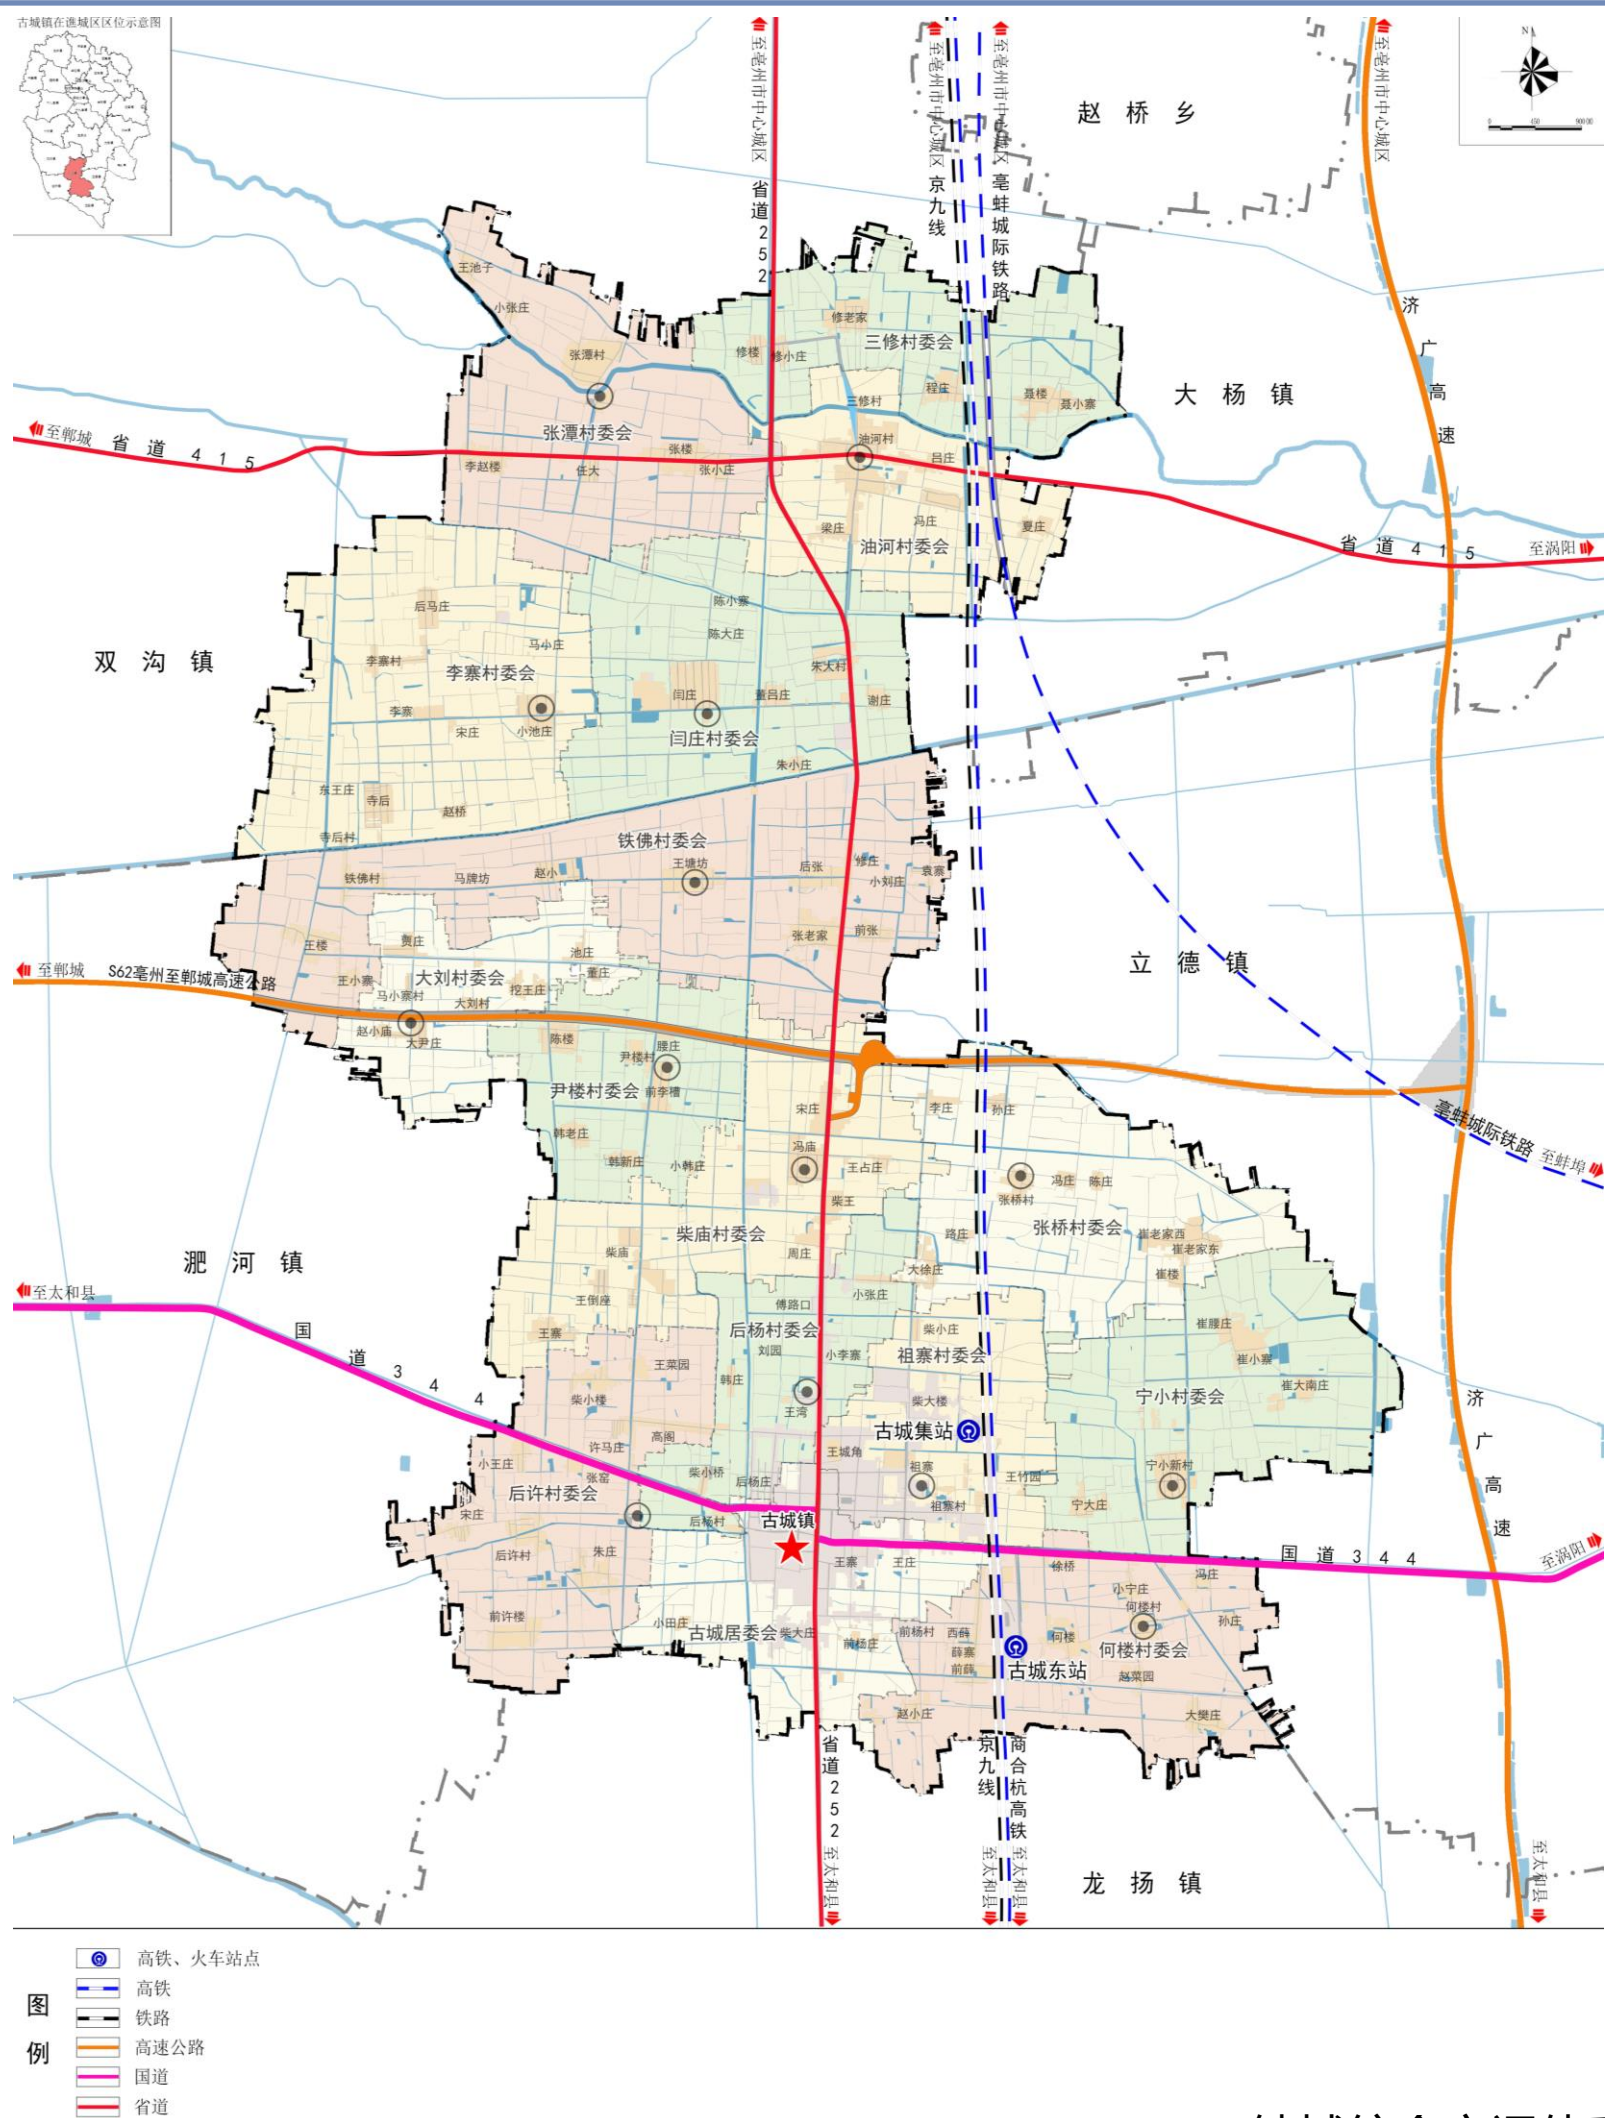 古城镇在谯城区区位示意图
N
0 450 900
至亳州市中心城区
至亳州市中心城区
至亳州市中心城区
至亳州市中心城区
赵桥乡
省道252
京九线
亳蚌城际铁路
王池子
小张庄
修老家
三修村委会
济广高速
张潭村
修楼
修小庄
程庄
聂楼
聂小寨
大杨镇
三修村
张潭村委会
油河村
至郸城
省道415
张楼
吕庄
李赵楼
任大
张小庄
梁庄
冯庄
夏庄
油河村委会
省道415
至涡阳
后马庄
陈小寨
马小庄
陈大庄
双沟镇
李寨村
李寨村委会
朱大村
闫庄
董吕庄
谢庄
李寨
宋庄
小池庄
闫庄村委会
朱小庄
东王庄
寺后
赵桥
寺后村
铁佛村委会
王塘坊
后张
修庄
袁寨
铁佛村
马牌坊
赵小
小刘庄
张老家
前张
王楼
贾庄
池庄
立德镇
至郸城
S62亳州至郸城高速公路
王小寨
大刘村委会
董庄
马小寨村
大刘村
挖王庄
赵小庙
大尹庄
陈楼
尹楼村
腰庄
尹楼村委会
前李槽
宋庄
李庄
孙庄
亳蚌城际铁路
至蚌埠
韩老庄
冯庙
韩新庄
小韩庄
王占庄
张桥村
冯庄
陈庄
柴王
张桥村委会
柴庙村委会
路庄
崔老家西
崔老家东
柴庙
周庄
淝河镇
大徐庄
崔楼
至太和县
王倒座
傅路口
小张庄
国道344
王寨
后杨村委会
柴小庄
崔腰庄
王菜园
刘园
小李寨
祖寨村委会
崔小寨
韩庄
崔大南庄
柴小楼
王湾
柴大楼
宁小村委会
济广高速
古城集站
高阁
许马庄
王城角
小王庄
张窑
柴小桥
后杨庄
祖寨
王竹园
宁小新村
后许村委会
祖寨村
宁大庄
宋庄
后杨村
古城镇
后许村
朱庄
王寨
王庄
徐桥
国道344
至涡阳
冯庄
小宁庄
前许楼
何楼村
小田庄
古城居委会
柴大庄
前杨庄
前杨村
西薛
何楼
孙庄
薛寨
何楼村委会
前薛
古城东站
赵菜园
赵小庄
大樊庄
省道252
京九线
商合杭高铁
至太和县
至太和县
至太和县
至太和县
龙扬镇
图例
高铁、火车站点
高铁
铁路
高速公路
国道
省道